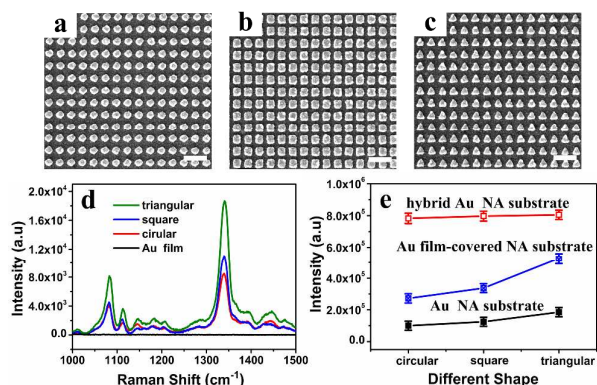 a
b
c
d
triangular
square
cirular
Au film
2.0x10⁴
1.6x10⁴
1.2x10⁴
8.0x10³
4.0x10³
0.0
Intensity (a.u)
1000 1100 1200 1300 1400 1500
Raman Shift (cm⁻¹)
e
hybrid Au NA substrate
Au film-covered NA substrate
Au NA substrate
1.0x10⁶
8.0x10⁵
6.0x10⁵
4.0x10⁵
2.0x10⁵
0.0
Intensity (a.u)
circular square triangular
Different Shape